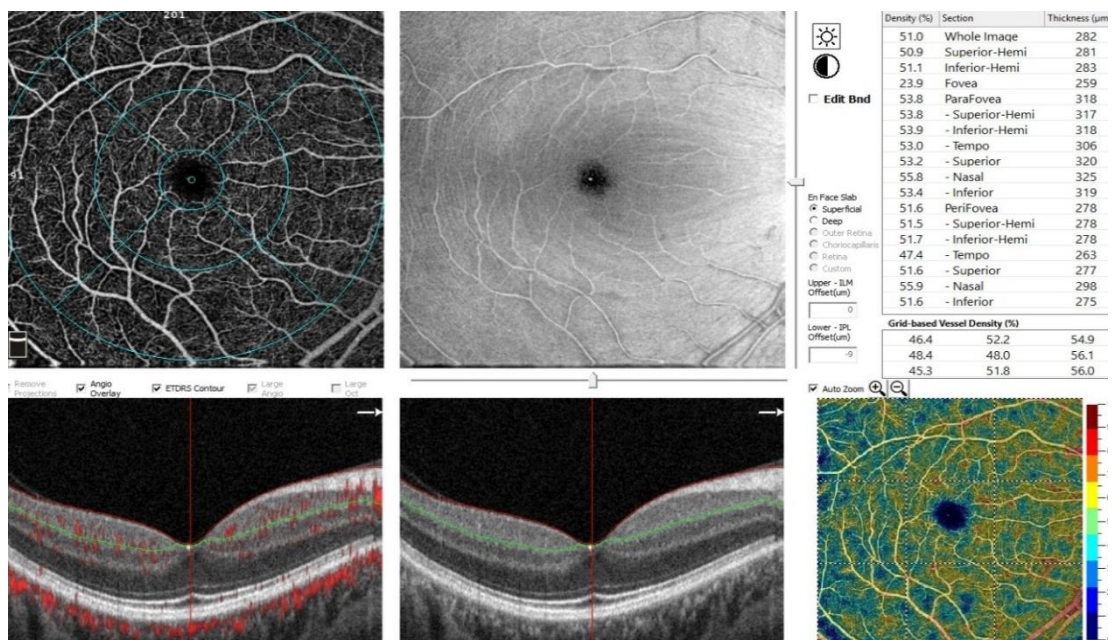 201
Density (%) Section Thickness (µm
51.0 Whole Image 282
50.9 Superior-Hemi 281
51.1 Inferior-Hemi 283
23.9 Fovea 259
53.8 ParaFovea 318
53.8 - Superior-Hemi 317
53.9 - Inferior-Hemi 318
53.0 - Tempo 306
53.2 - Superior 320
55.8 - Nasal 325
53.4 - Inferior 319
51.6 PeriFovea 278
51.5 - Superior-Hemi 278
51.7 - Inferior-Hemi 278
47.4 - Tempo 263
51.6 - Superior 277
55.9 - Nasal 298
51.6 - Inferior 275
Edit Bnd
En Face Slab
Superficial
Deep
Outer Retina
Choriocapillaris
Retina
Custom
Upper - ILM
Offset(um)
0
Lower - IPL
Offset(um)
-9
Grid-based Vessel Density (%)
46.4 52.2 54.9
48.4 48.0 56.1
45.3 51.8 56.0
Remove
Projections
Angio
Overlay
ETDRS Contour
Large
Angio
Large
Oct
Auto Zoom